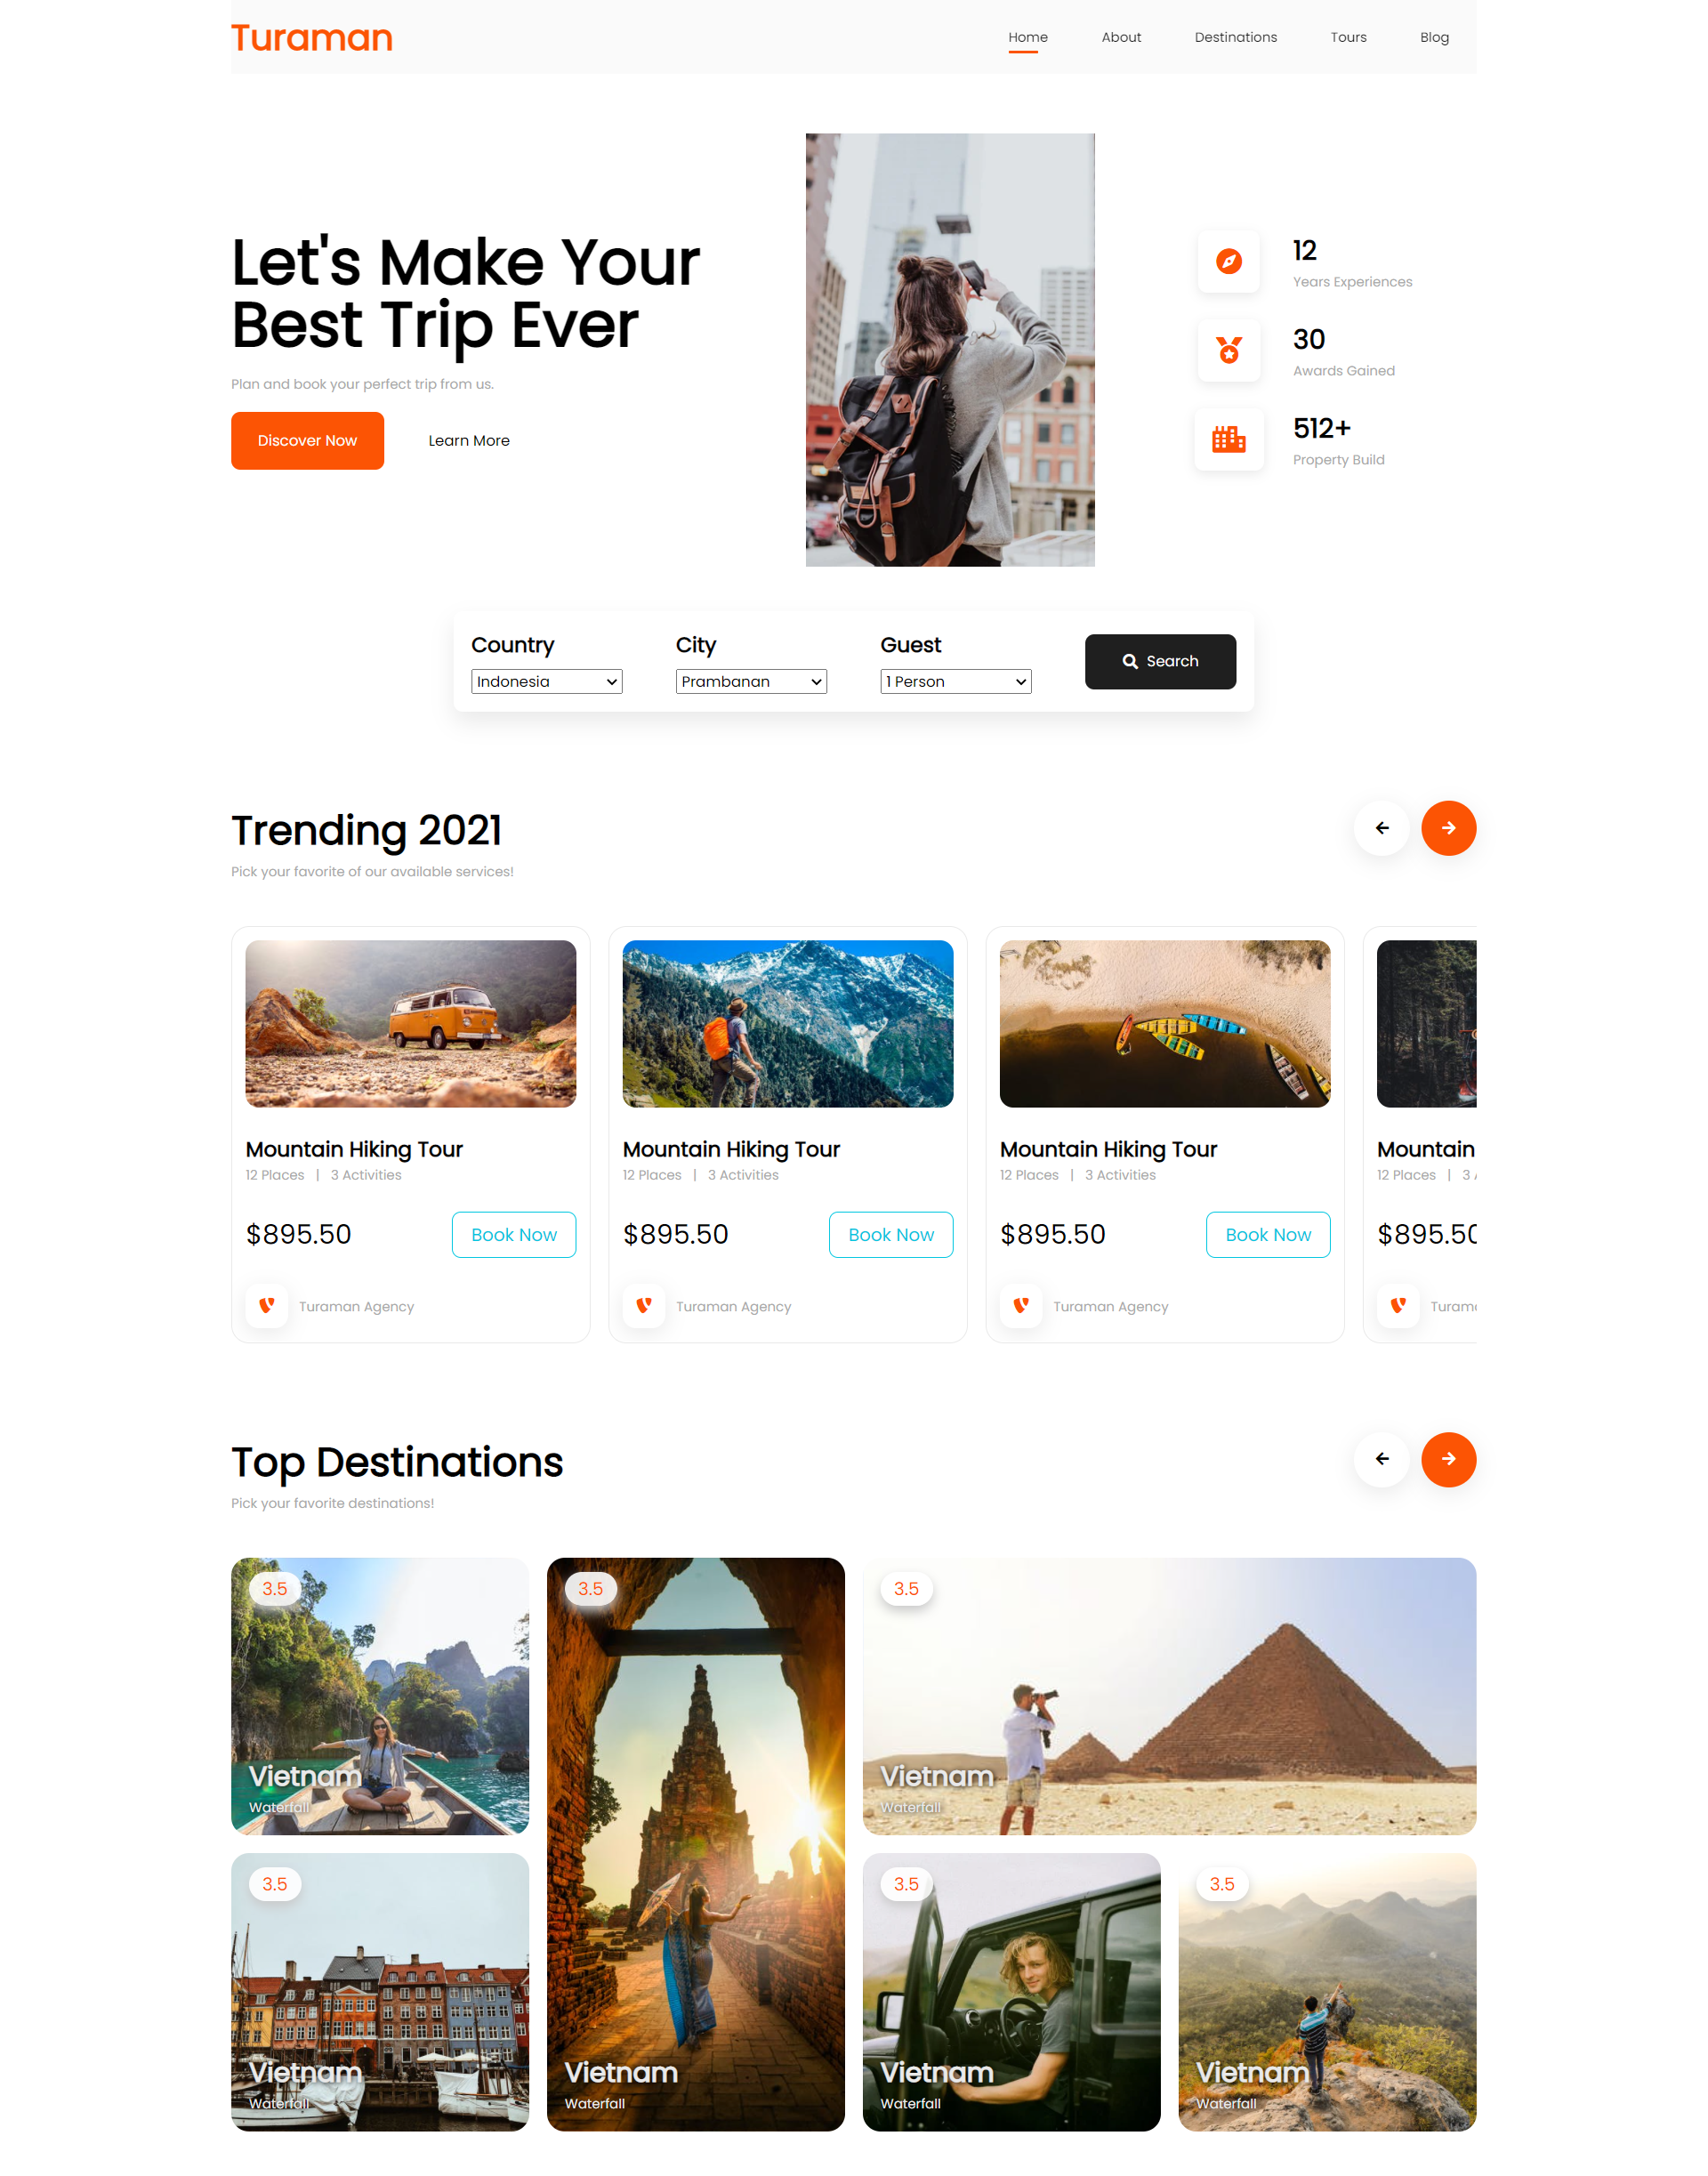 Turaman
Home About Destinations Tours Blog
Let's Make Your
Best Trip Ever
Plan and book your perfect trip from us.
Discover Now Learn More
12
Years Experiences
30
Awards Gained
512+
Property Build
Country City Guest
Indonesia Prambanan 1 Person
Search
Trending 2021
Pick your favorite of our available services!
Mountain Hiking Tour
12 Places | 3 Activities
$895.50
Book Now
Turaman Agency
Mountain Hiking Tour
12 Places | 3 Activities
$895.50
Book Now
Turaman Agency
Mountain Hiking Tour
12 Places | 3 Activities
$895.50
Book Now
Turaman Agency
Mountain
12 Places | 3
$895.50
Top Destinations
Pick your favorite destinations!
3.5
Vietnam
Waterfall
3.5
Vietnam
Waterfall
3.5
Vietnam
Waterfall
3.5
Vietnam
Waterfall
3.5
Vietnam
Waterfall
3.5
Vietnam
Waterfall